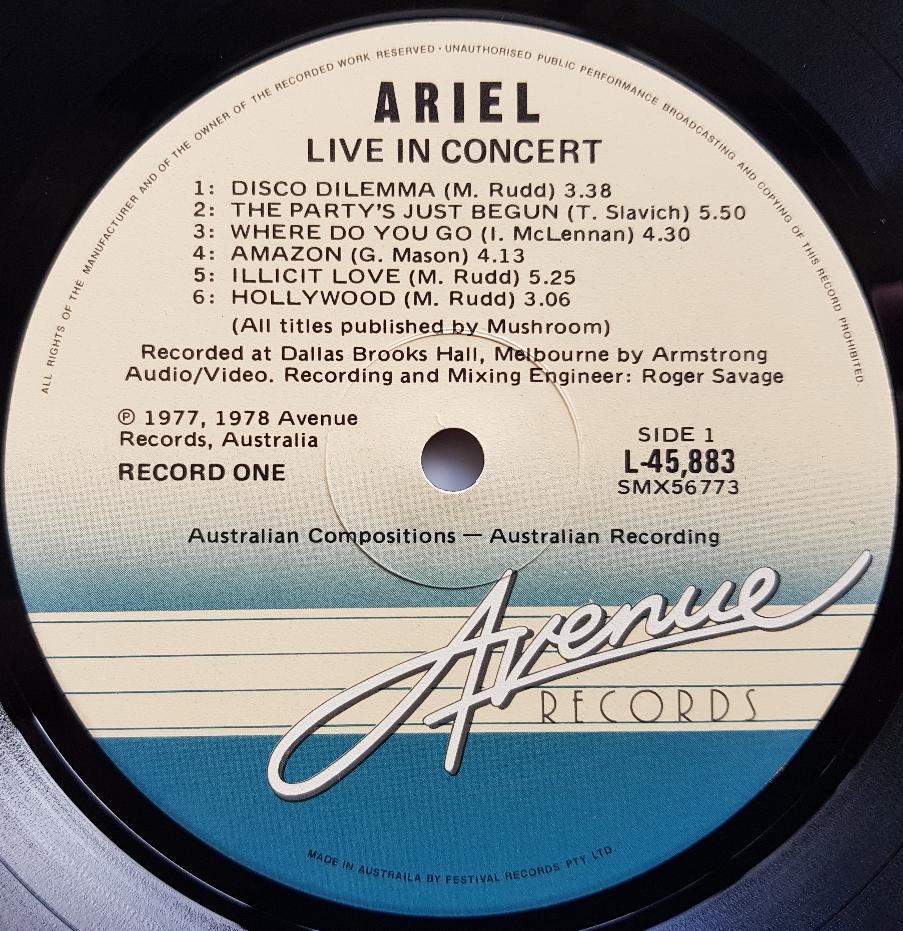 ALL RIGHTS OF THE MANUFACTURER AND OF THE OWNER OF THE RECORDED WORK RESERVED · UNAUTHORISED PUBLIC PERFORMANCE BROADCASTING AND COPYING OF THIS RECORD PROHIBITED
ARIEL
LIVE IN CONCERT
1: DISCO DILEMMA (M. Rudd) 3.38
2: THE PARTY'S JUST BEGUN (T. Slavich) 5.50
3: WHERE DO YOU GO (I. McLennan) 4.30
4: AMAZON (G. Mason) 4.13
5: ILLICIT LOVE (M. Rudd) 5.25
6: HOLLYWOOD (M. Rudd) 3.06
(All titles published by Mushroom)
Recorded at Dallas Brooks Hall, Melbourne by Armstrong
Audio/Video. Recording and Mixing Engineer: Roger Savage
℗ 1977, 1978 Avenue
Records, Australia
RECORD ONE
SIDE 1
L-45,883
SMX56773
Australian Compositions — Australian Recording
Avenue
RECORDS
MADE IN AUSTRAILA BY FESTIVAL RECORDS PTY. LTD.